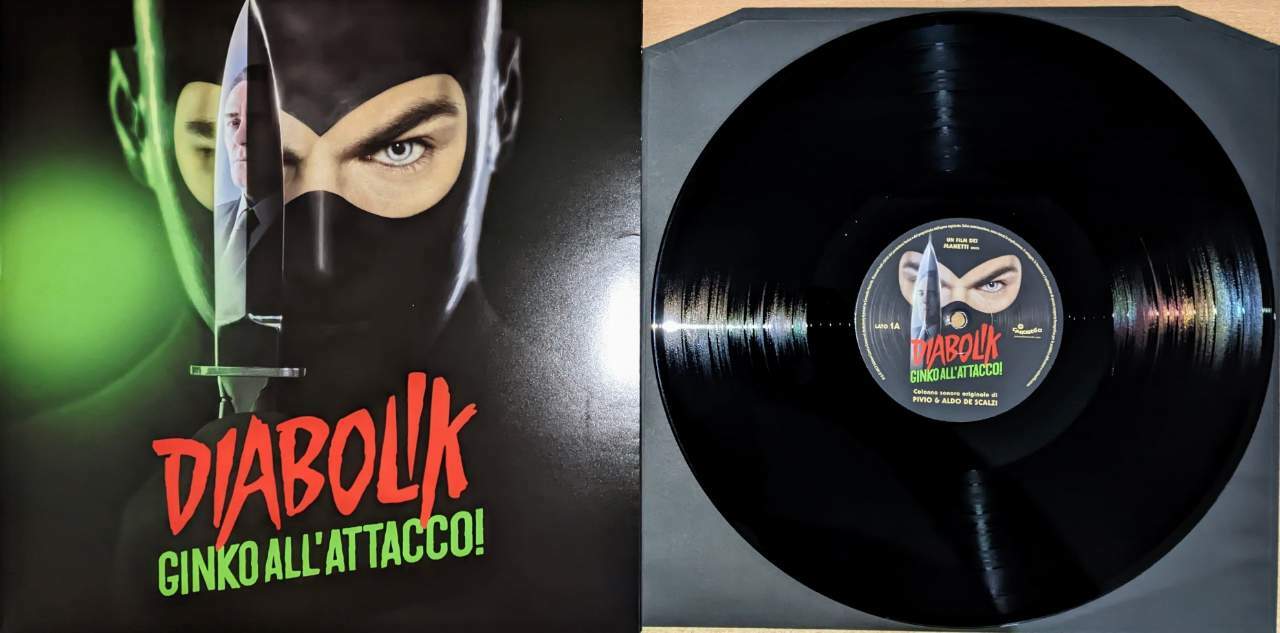 DIABOLIK
GINKO ALL'ATTACCO!
UN FILM DEI
MANETTI
LATO 1A
DIABOLIK
GINKO ALL'ATTACCO!
Colonna sonora originale di
PIVIO & ALDO DE SCALZI